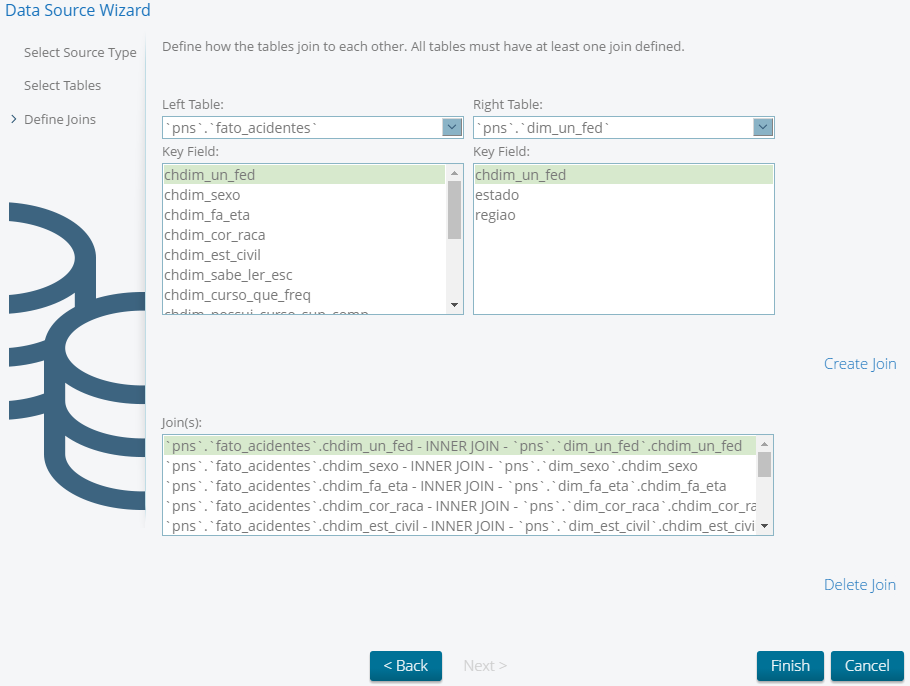 Data Source Wizard
Select Source Type
Select Tables
Define Joins
Define how the tables join to each other. All tables must have at least one join defined.
Left Table:
Right Table:
`pns`.`fato_acidentes`
`pns`.`dim_un_fed`
Key Field:
Key Field:
chdim_un_fed
chdim_sexo
chdim_fa_eta
chdim_cor_raca
chdim_est_civil
chdim_sabe_ler_esc
chdim_curso_que_freq
chdim_possui_curso_sup_comp
chdim_un_fed
estado
regiao
Create Join
Join(s):
`pns`.`fato_acidentes`.chdim_un_fed - INNER JOIN - `pns`.`dim_un_fed`.chdim_un_fed
`pns`.`fato_acidentes`.chdim_sexo - INNER JOIN - `pns`.`dim_sexo`.chdim_sexo
`pns`.`fato_acidentes`.chdim_fa_eta - INNER JOIN - `pns`.`dim_fa_eta`.chdim_fa_eta
`pns`.`fato_acidentes`.chdim_cor_raca - INNER JOIN - `pns`.`dim_cor_raca`.chdim_cor_ra
`pns`.`fato_acidentes`.chdim_est_civil - INNER JOIN - `pns`.`dim_est_civil`.chdim_est_civi
Delete Join
< Back
Next >
Finish
Cancel